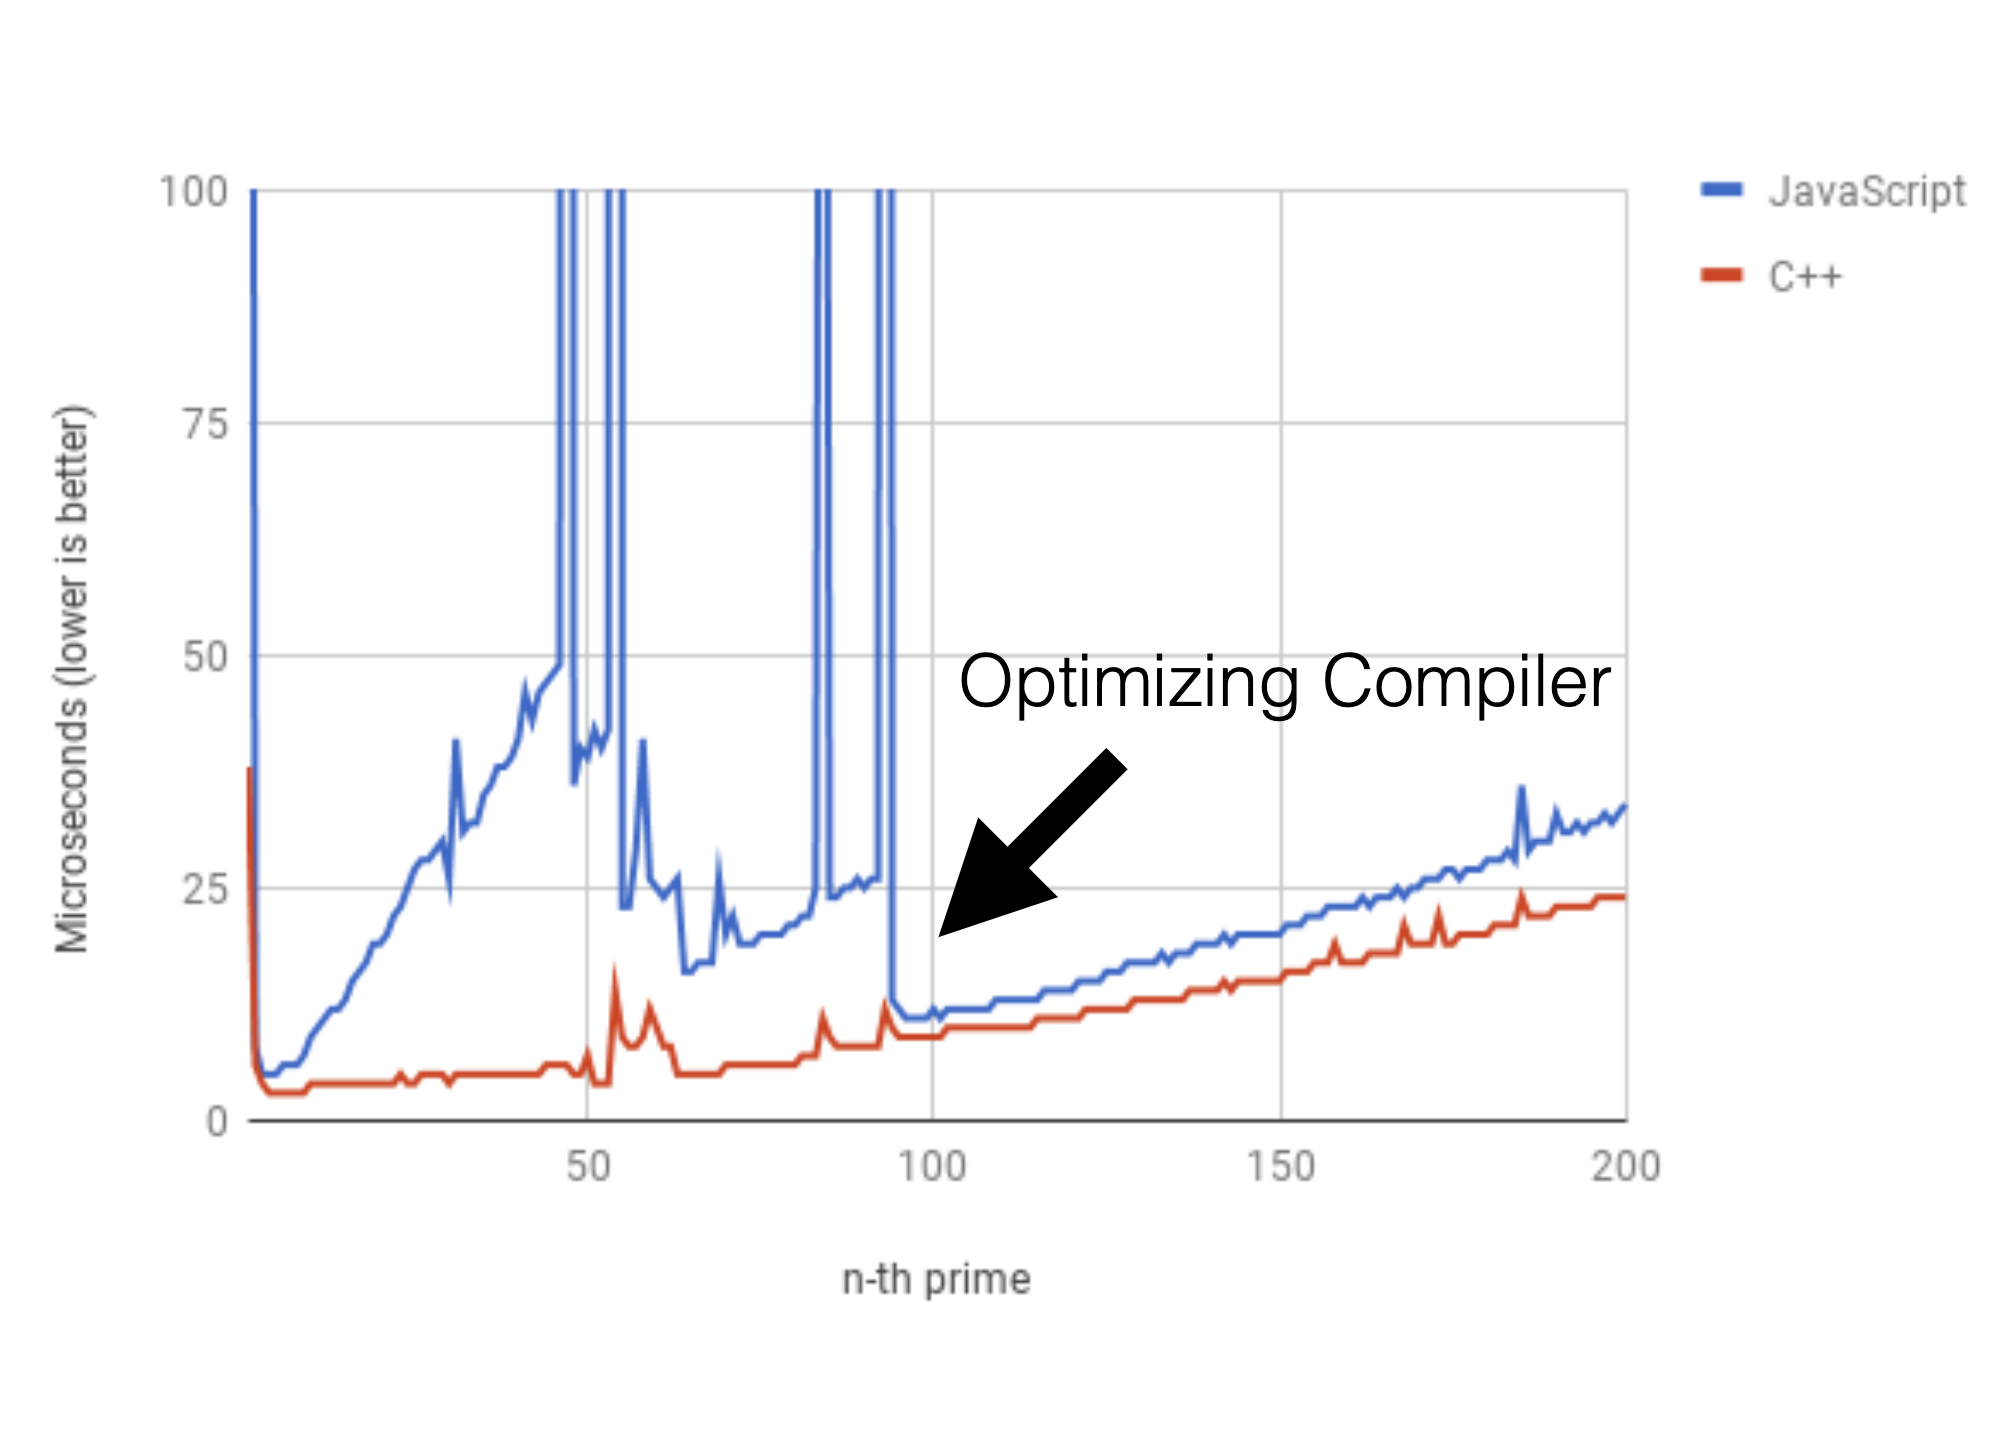 100
75
50
25
0
Microseconds (lower is better)
JavaScript
C++
Optimizing Compiler
50
100
150
200
n-th prime